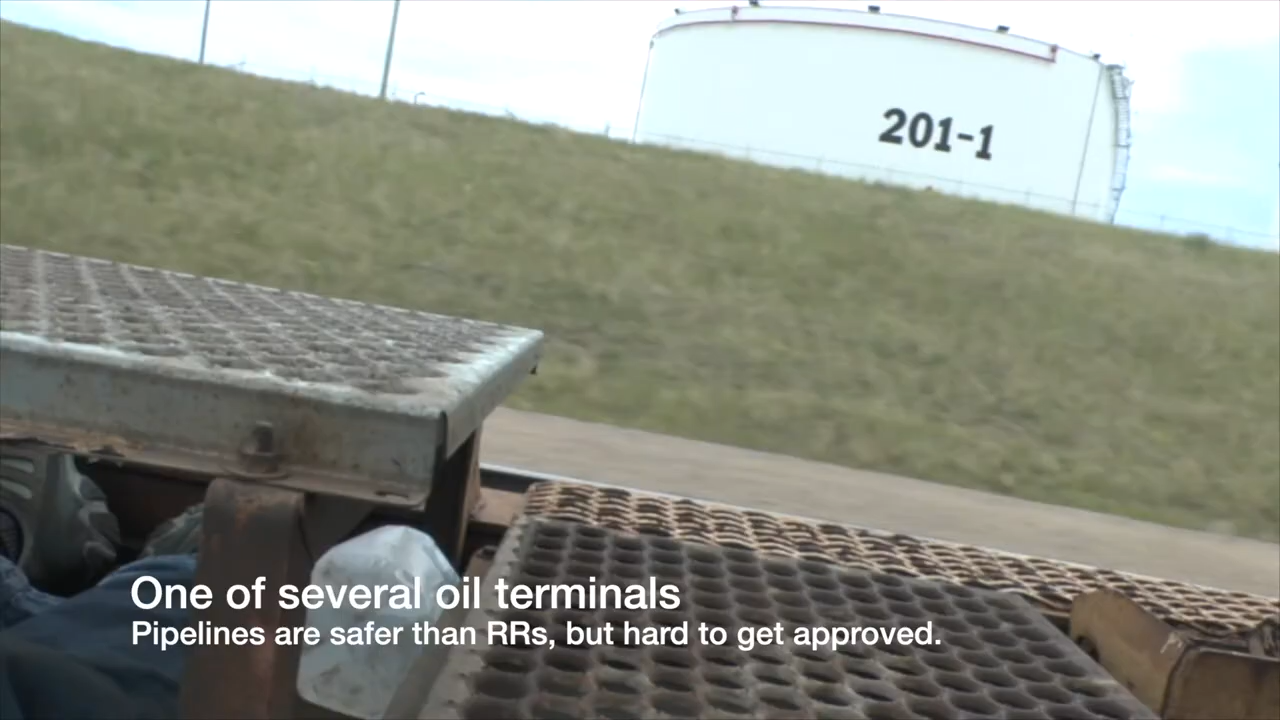 201-1
One of several oil terminals
Pipelines are safer than RRs, but hard to get approved.